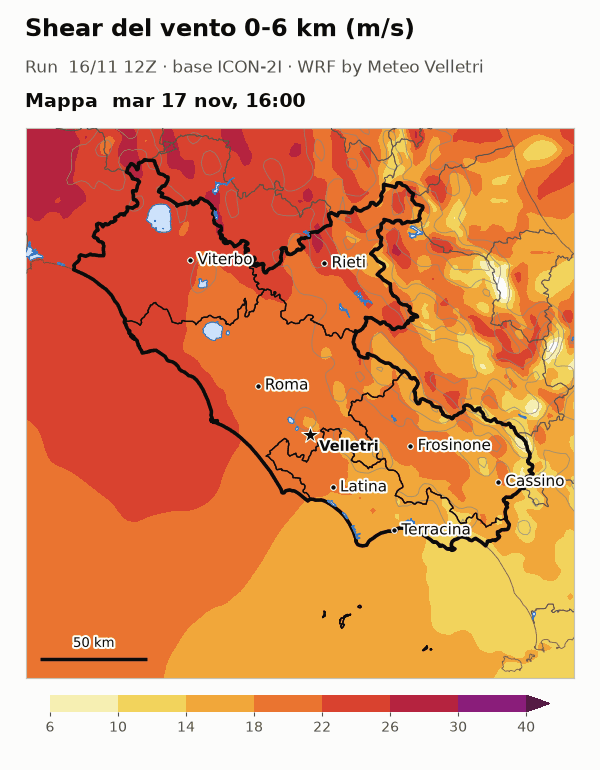 Shear del vento 0-6 km (m/s)
Run  16/11 12Z · base ICON-2I · WRF by Meteo Velletri
Mappa  mar 17 nov, 16:00
Viterbo
Rieti
Roma
Velletri
Frosinone
Cassino
Latina
Terracina
50 km
6 10 14 18 22 26 30 40